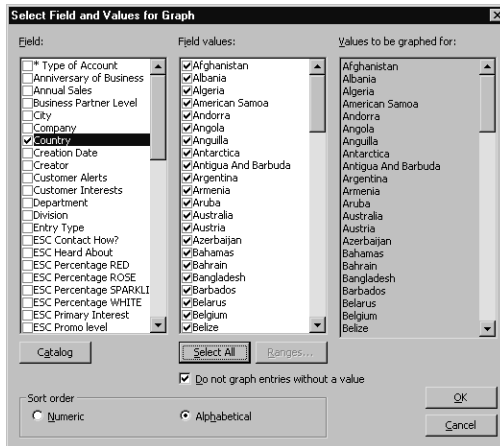 Select Field and Values for Graph
Field:
* Type of Account
Anniversary of Business
Annual Sales
Business Partner Level
City
Company
Country
Creation Date
Creator
Customer Alerts
Customer Interests
Department
Division
Entry Type
ESC Contact How?
ESC Heard About
ESC Percentage RED
ESC Percentage ROSE
ESC Percentage SPARKLI
ESC Percentage WHITE
ESC Primary Interest
ESC Promo level
Catalog
Field values:
Afghanistan
Albania
Algeria
American Samoa
Andorra
Angola
Anguilla
Antarctica
Antigua And Barbuda
Argentina
Armenia
Aruba
Australia
Austria
Azerbaijan
Bahamas
Bahrain
Bangladesh
Barbados
Belarus
Belgium
Belize
Select All
Ranges...
Values to be graphed for:
Afghanistan
Albania
Algeria
American Samoa
Andorra
Angola
Anguilla
Antarctica
Antigua And Barbuda
Argentina
Armenia
Aruba
Australia
Austria
Azerbaijan
Bahamas
Bahrain
Bangladesh
Barbados
Belarus
Belgium
Belize
Do not graph entries without a value
Sort order
Numeric
Alphabetical
OK
Cancel